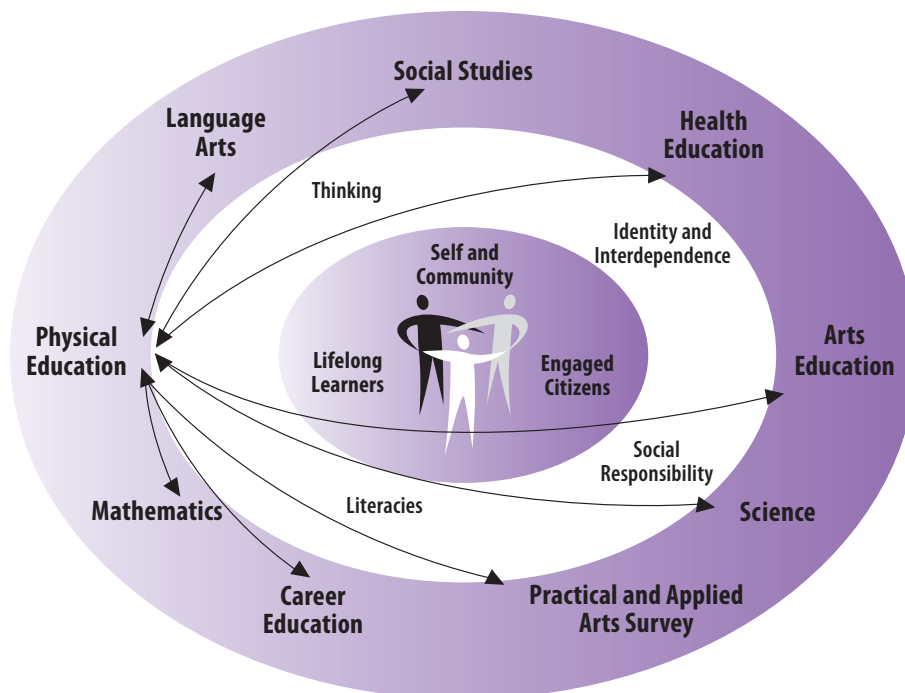 Social Studies
Language
Arts
Health
Education
Thinking
Identity and
Interdependence
Self and
Community
Physical
Education
Lifelong
Learners
Engaged
Citizens
Arts
Education
Social
Responsibility
Literacies
Mathematics
Science
Career
Education
Practical and Applied
Arts Survey